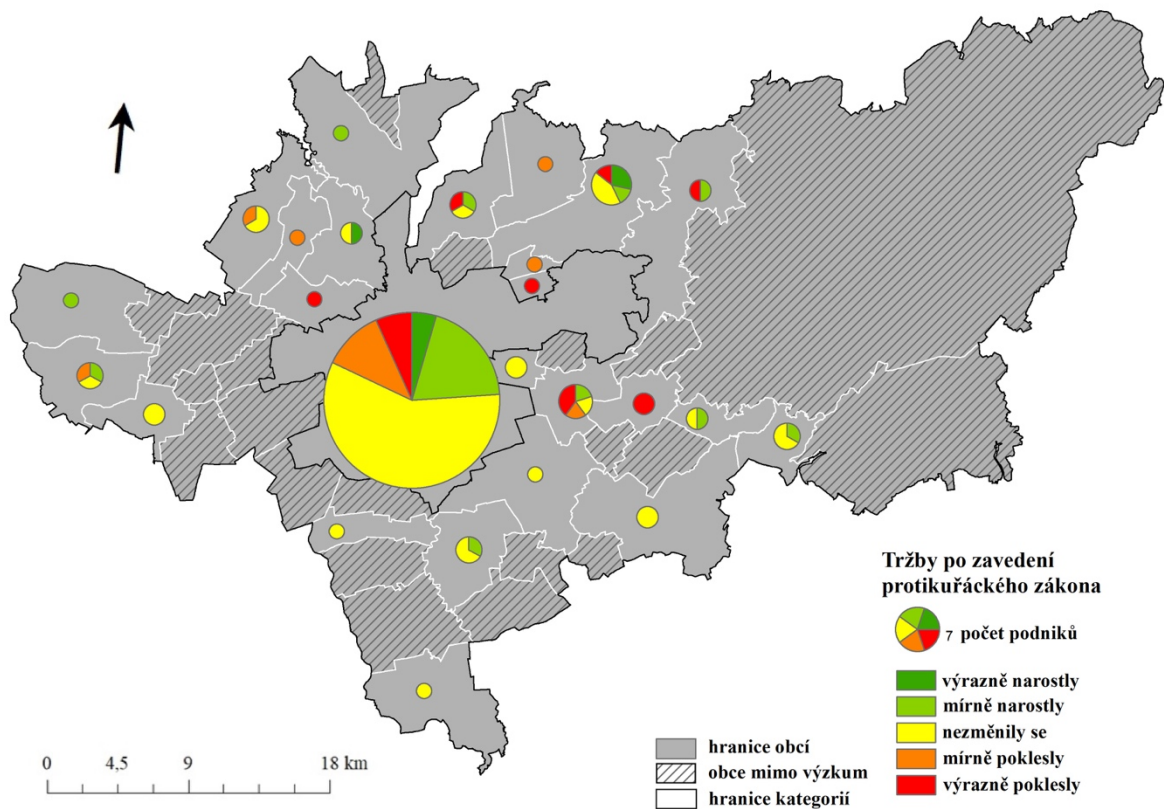 Tržby po zavedení
protikuřáckého zákona
7 počet podniků
výrazně narostly
mírně narostly
nezměnily se
mírně poklesly
výrazně poklesly
hranice obcí
obce mimo výzkum
hranice kategorií
0 4,5 9 18 km